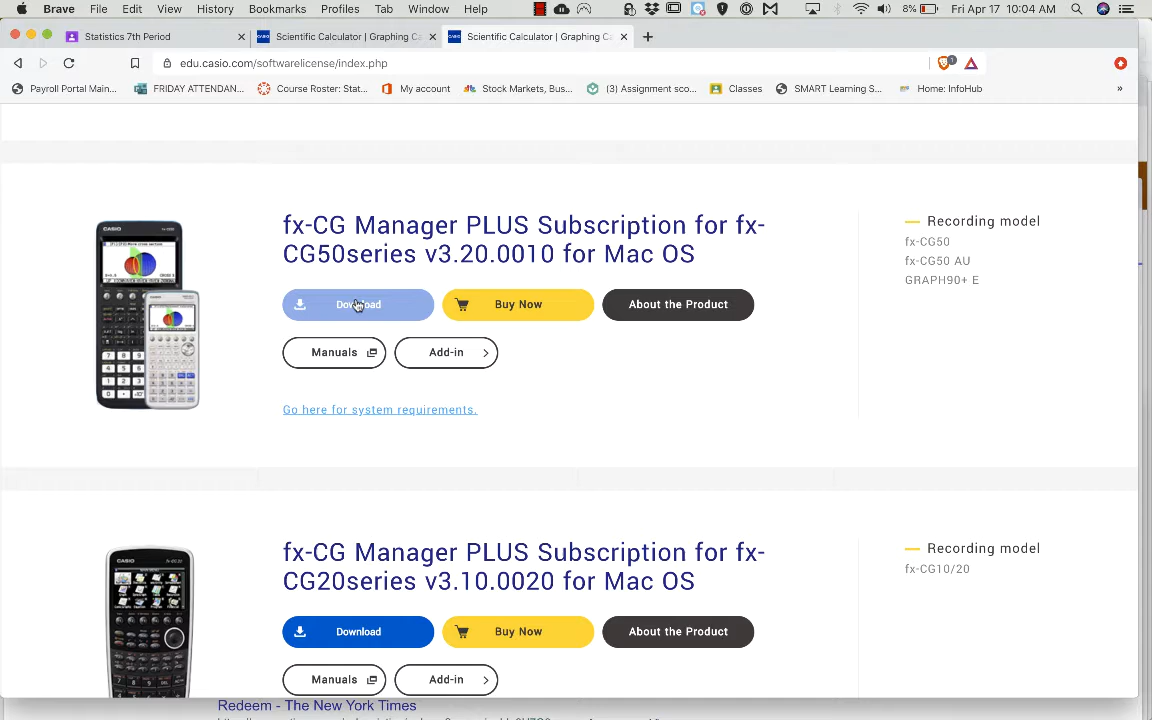 Brave File Edit View History Bookmarks Profiles Tab Window Help 8% Fri Apr 17 10:04 AM
Statistics 7th Period Scientific Calculator | Graphing Ca Scientific Calculator | Graphing Ca
edu.casio.com/softwarelicense/index.php
Payroll Portal Main... FRIDAY ATTENDAN... Course Roster: Stat... My account Stock Markets, Bus... (3) Assignment sco... Classes SMART Learning S... Home: InfoHub »
fx-CG Manager PLUS Subscription for fx-
CG50series v3.20.0010 for Mac OS
Download Buy Now About the Product
Manuals Add-in
Go here for system requirements.
Recording model
fx-CG50
fx-CG50 AU
GRAPH90+ E
CASIO
fx-CG Manager PLUS Subscription for fx-
CG20series v3.10.0020 for Mac OS
Download Buy Now About the Product
Manuals Add-in
Recording model
fx-CG10/20
CASIO
Redeem - The New York Times